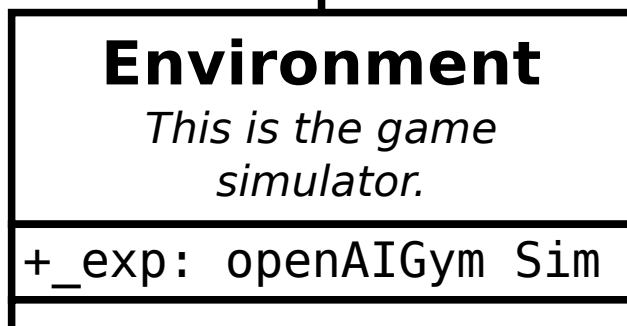 Environment
This is the game
simulator.
+_exp: openAIGym Sim